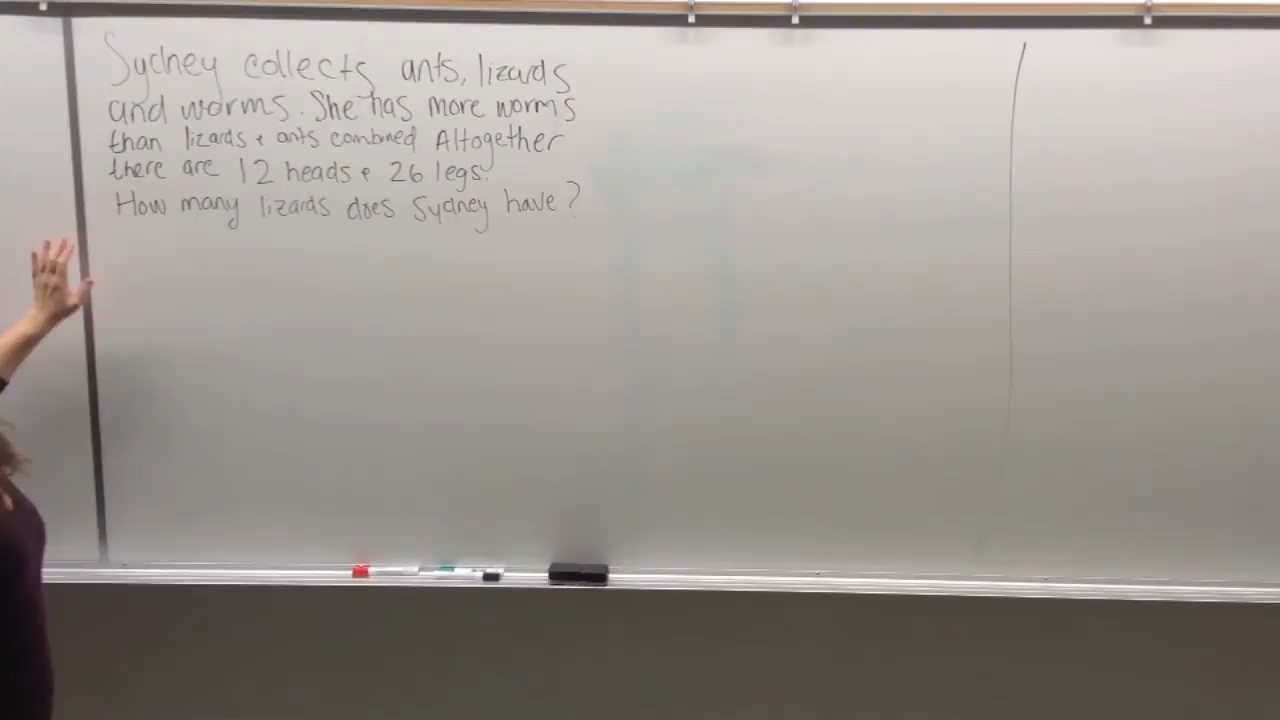 Sydney collects ants, lizards
and worms. She has more worms
than lizards + ants combined. Altogether
there are 12 heads + 26 legs.
How many lizards does Sydney have?